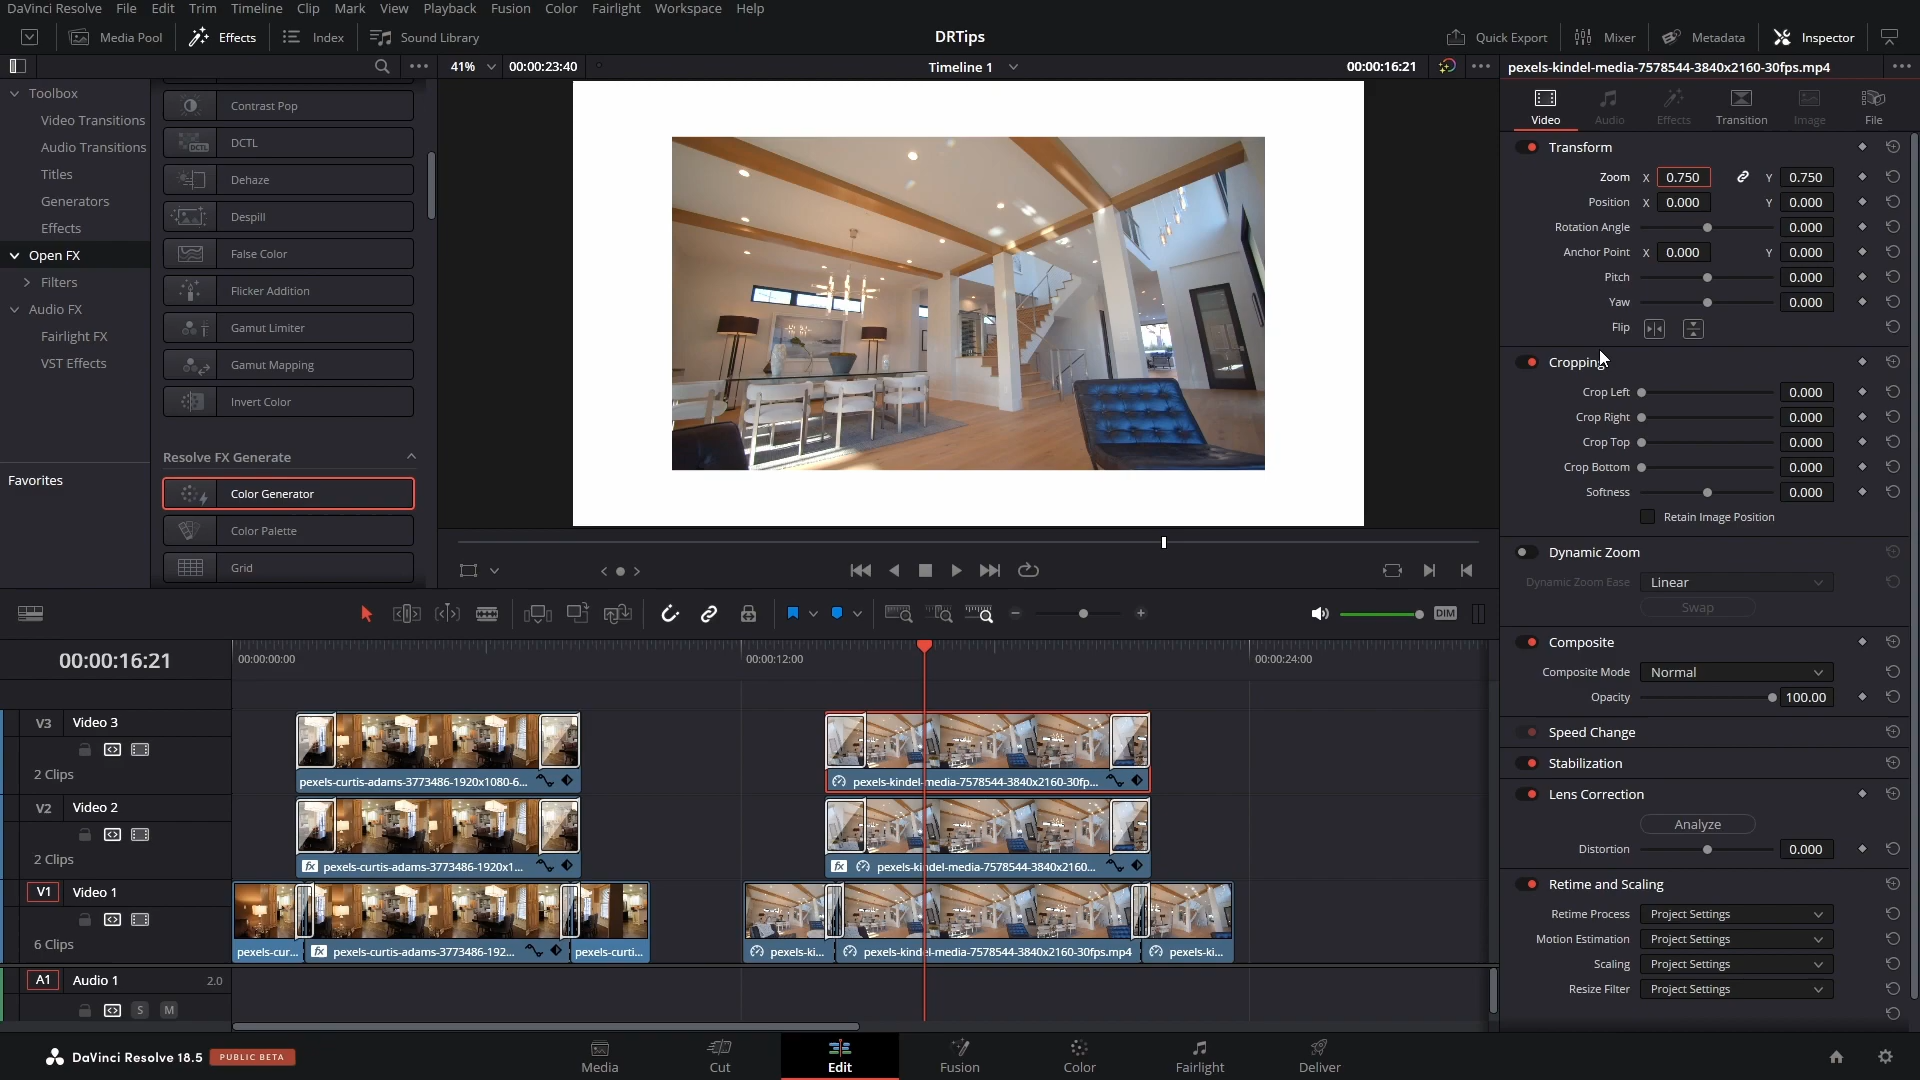 DaVinci Resolve File Edit Trim Timeline Clip Mark View Playback Fusion Color Fairlight Workspace Help
Media Pool Effects Index Sound Library DRTips Quick Export Mixer Metadata Inspector
41% 00:00:23:40 Timeline 1 00:00:16:21 pexels-kindel-media-7578544-3840x2160-30fps.mp4
Toolbox
Video Transitions
Audio Transitions
Titles
Generators
Effects
Open FX
Filters
Audio FX
Fairlight FX
VST Effects
Favorites
Contrast Pop
DCTL
DCTL
Dehaze
Despill
False Color
Flicker Addition
Gamut Limiter
Gamut Mapping
Invert Color
Resolve FX Generate
Color Generator
Color Palette
Grid
Video Audio Effects Transition Image File
Transform
Zoom X 0.750 Y 0.750
Position X 0.000 Y 0.000
Rotation Angle 0.000
Anchor Point X 0.000 Y 0.000
Pitch 0.000
Yaw 0.000
Flip
Cropping
Crop Left 0.000
Crop Right 0.000
Crop Top 0.000
Crop Bottom 0.000
Softness 0.000
Retain Image Position
Dynamic Zoom
Dynamic Zoom Ease Linear
Swap
Composite
Composite Mode Normal
Opacity 100.00
Speed Change
Stabilization
Lens Correction
Analyze
Distortion 0.000
Retime and Scaling
Retime Process Project Settings
Motion Estimation Project Settings
Scaling Project Settings
Resize Filter Project Settings
DIM
00:00:16:21 00:00:00:00 00:00:12:00 00:00:24:00
V3 Video 3
2 Clips
pexels-curtis-adams-3773486-1920x1080-6... pexels-kindel-media-7578544-3840x2160-30fp...
V2 Video 2
2 Clips
fx pexels-curtis-adams-3773486-1920x1... fx pexels-kindel-media-7578544-3840x2160...
V1 Video 1
6 Clips
pexels-cur... fx pexels-curtis-adams-3773486-192... pexels-curti... pexels-ki... pexels-kindel-media-7578544-3840x2160-30fps.mp4 pexels-ki...
A1 Audio 1 2.0
S M
DaVinci Resolve 18.5 PUBLIC BETA
Media Cut Edit Fusion Color Fairlight Deliver